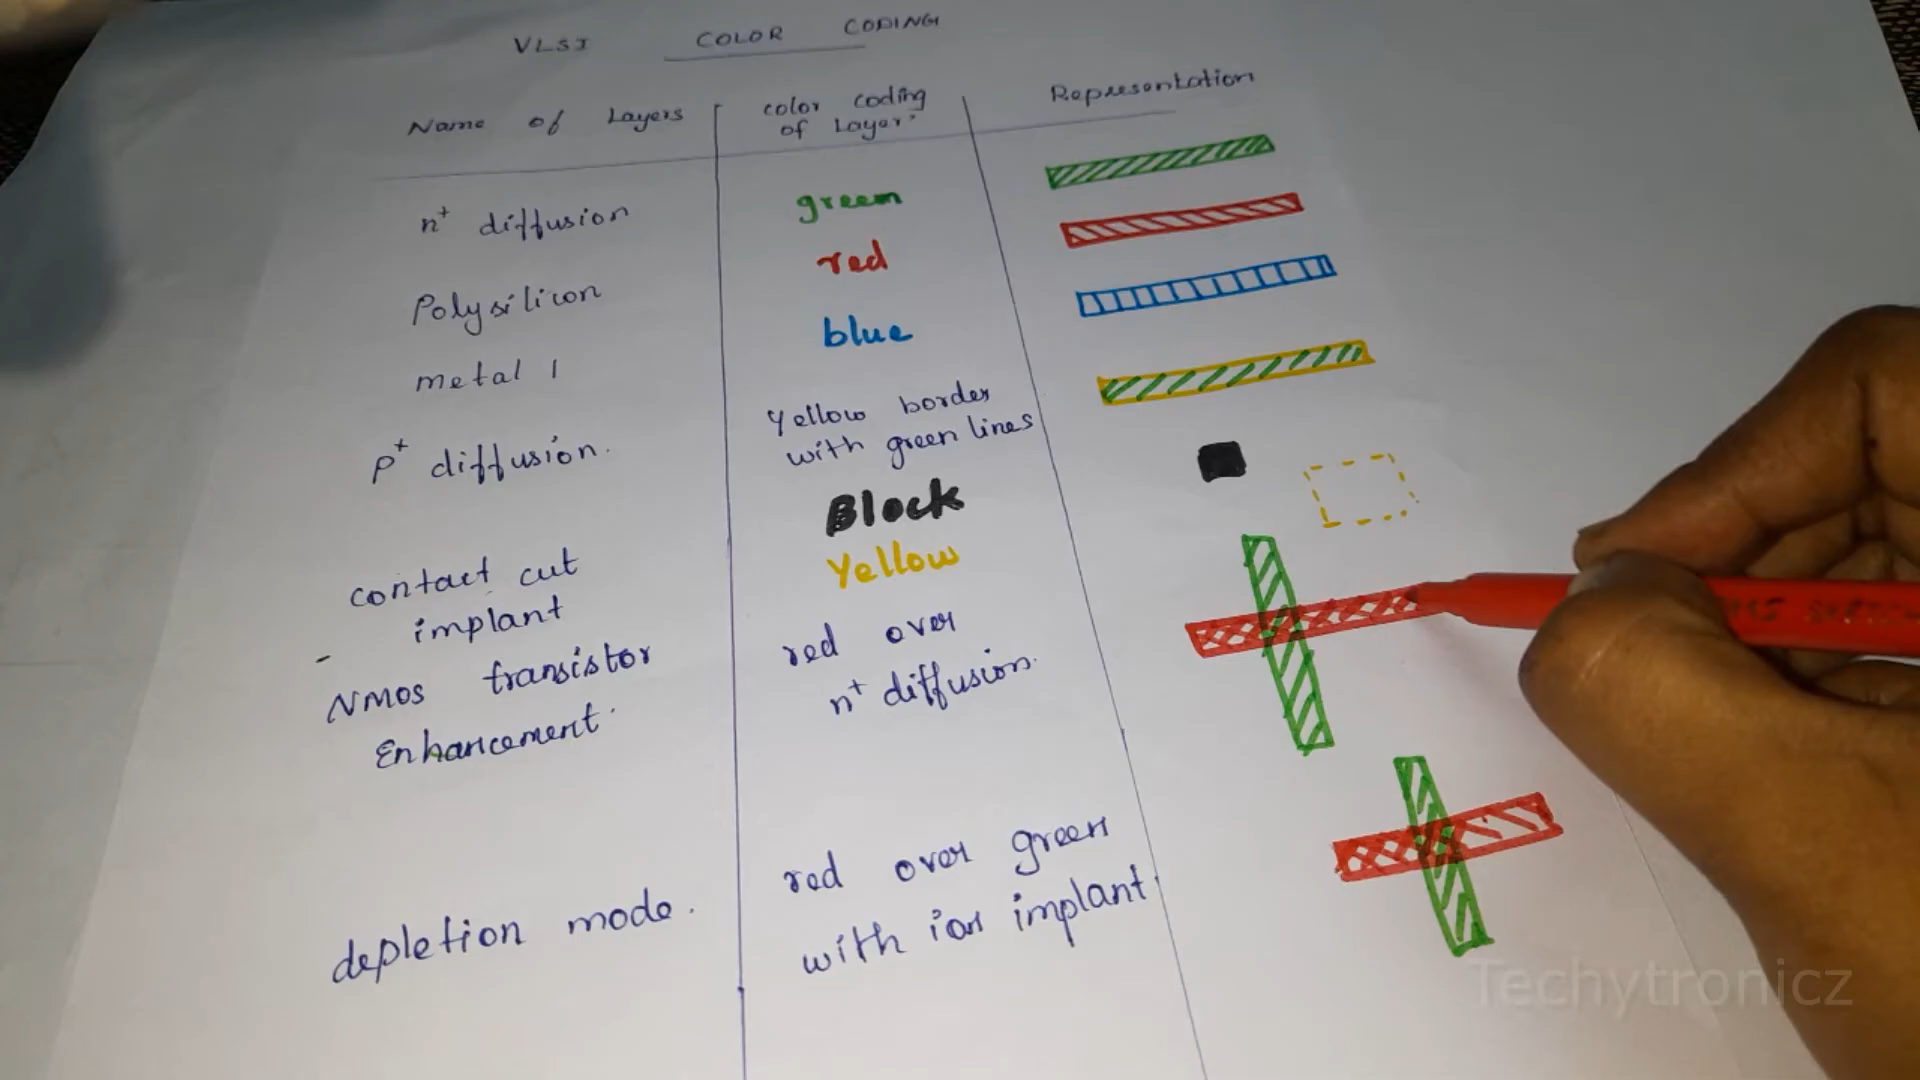 VLSI COLOR CODING
Name of Layers
color coding
of Layer
Representation
n+ diffusion
green
Polysilicon
red
metal 1
blue
P+ diffusion.
Yellow border
with green lines
contact cut
Block
implant
Yellow
- NMOS transistor
Enhancement.
red over
n+ diffusion.
depletion mode.
red over green
with ion implant
Techytronicz